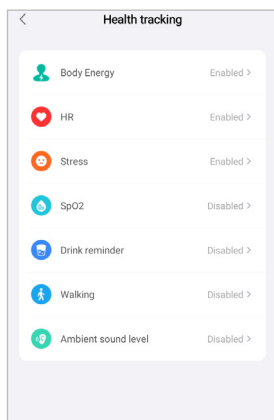 Health tracking
Body Energy Enabled >
HR Enabled >
Stress Enabled >
SpO2 Disabled >
Drink reminder Disabled >
Walking Disabled >
Ambient sound level Disabled >